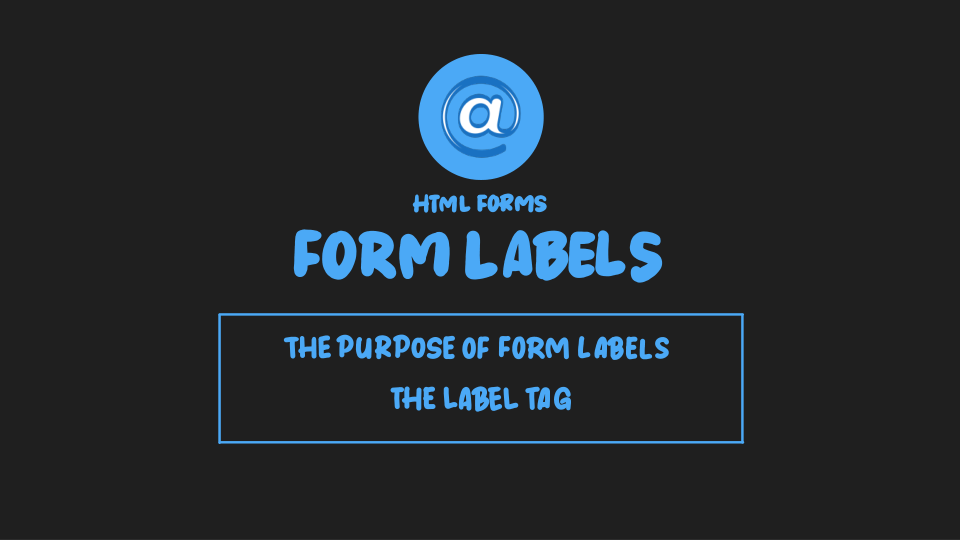 @
HTML FORMS
FORM LABELS
THE PURPOSE OF FORM LABELS
THE LABEL TAG